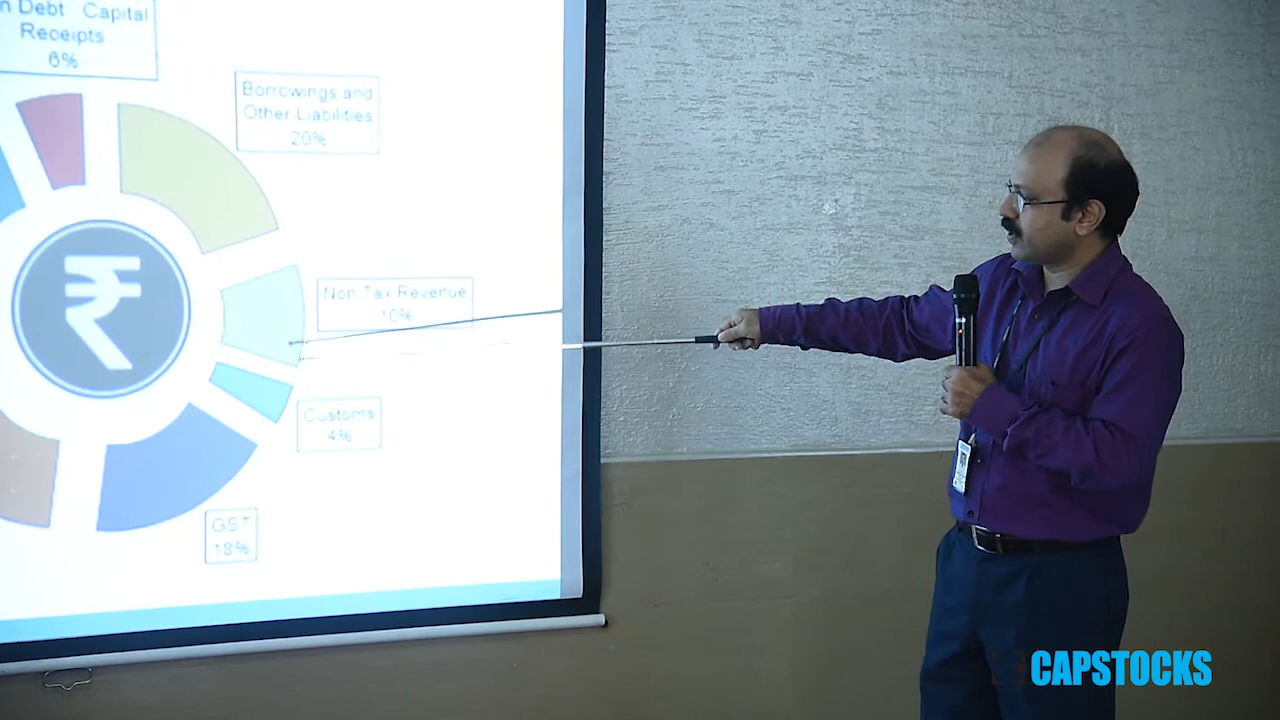 n Debt Capital
Receipts
6%
Borrowings and
Other Liabilities
20%
Non Tax Revenue
10%
Customs
4%
GST
18%
₹
CAPSTOCKS